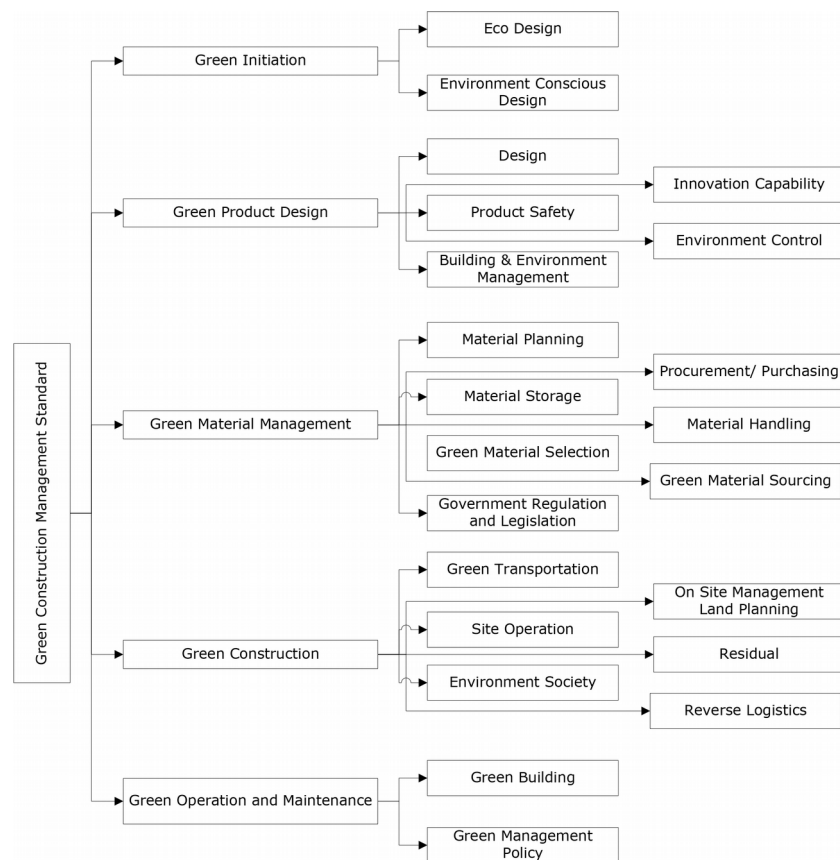 Green Construction Management Standard
Green Initiation
Eco Design
Environment Conscious
Design
Green Product Design
Design
Innovation Capability
Product Safety
Environment Control
Building & Environment
Management
Green Material Management
Material Planning
Procurement/ Purchasing
Material Storage
Material Handling
Green Material Selection
Green Material Sourcing
Government Regulation
and Legislation
Green Construction
Green Transportation
On Site Management
Land Planning
Site Operation
Residual
Environment Society
Reverse Logistics
Green Operation and Maintenance
Green Building
Green Management
Policy